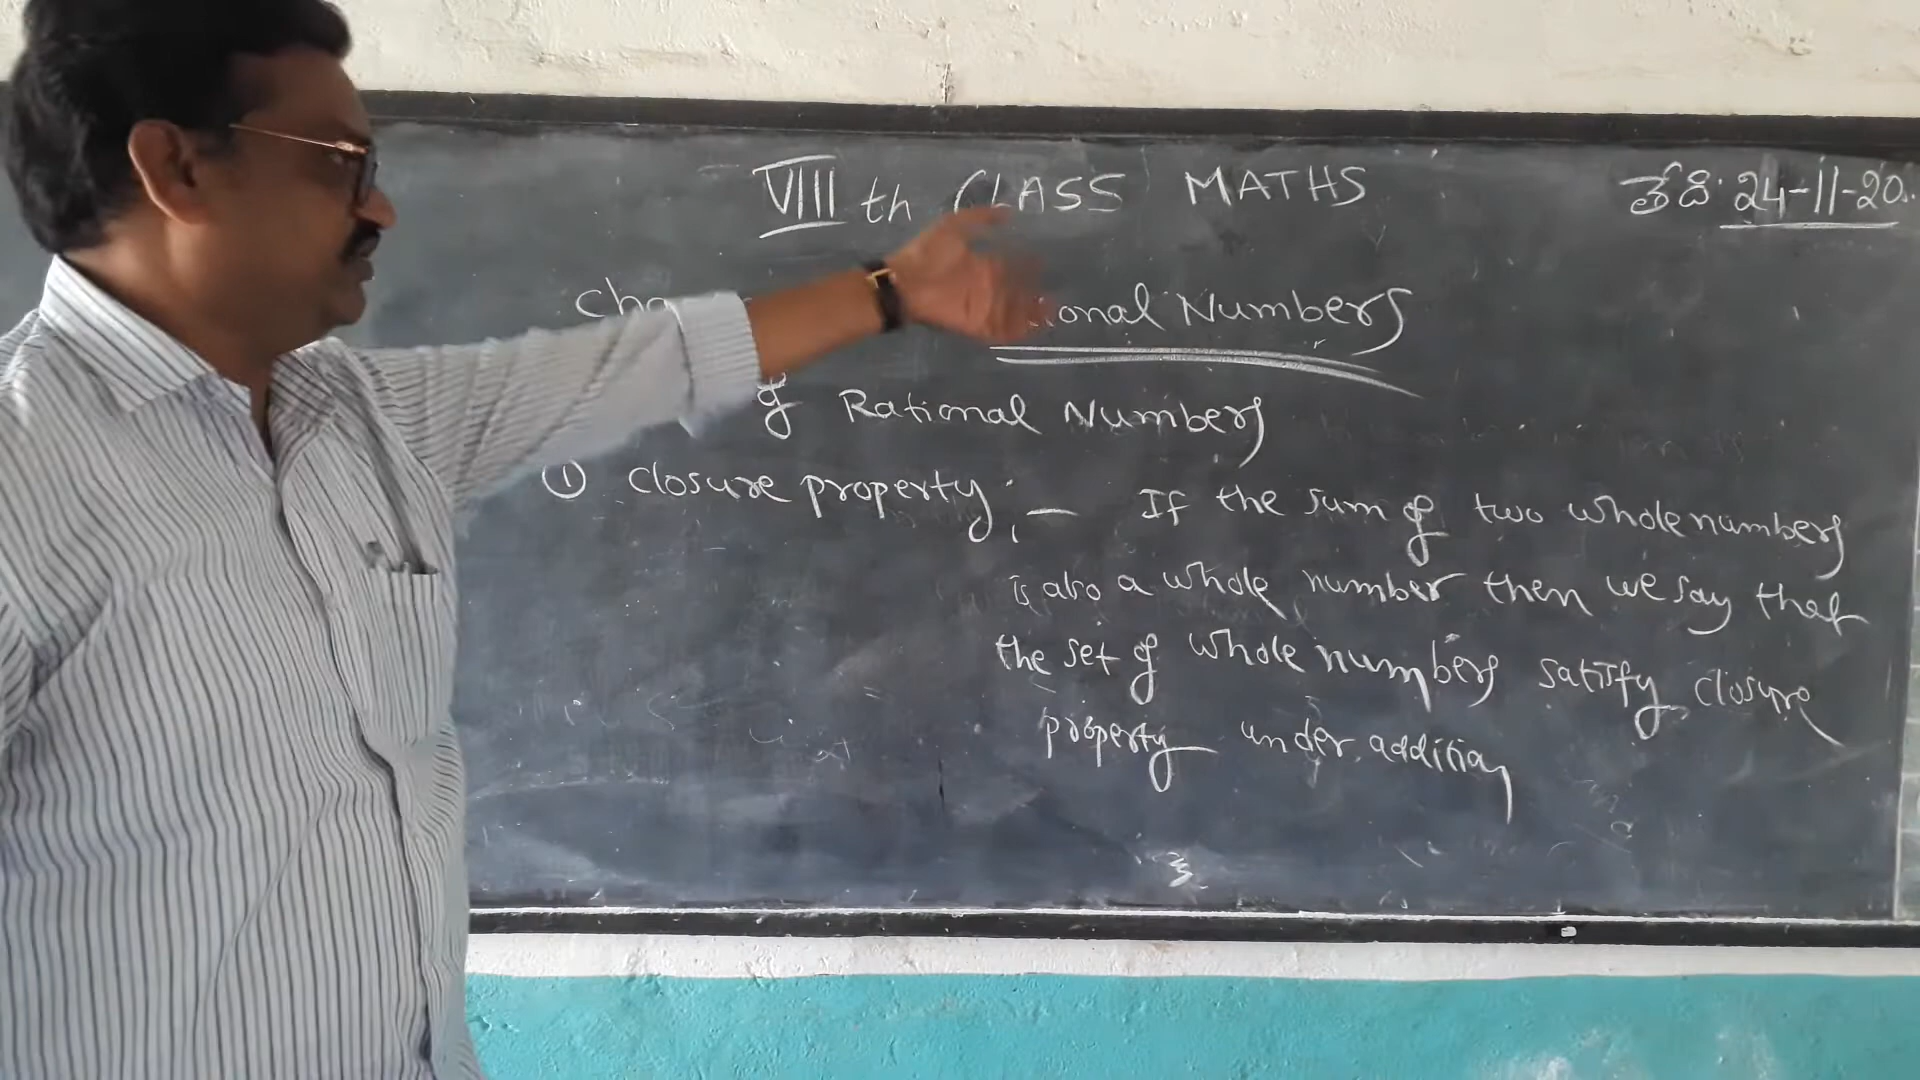 VIII th CLASS MATHS
తేది: 24-11-20.
Numbers
of Rational Numbers
① closure property :— If the sum of two whole numbers
is also a whole number then we say that
the set of whole numbers satisfy closure
property under addition